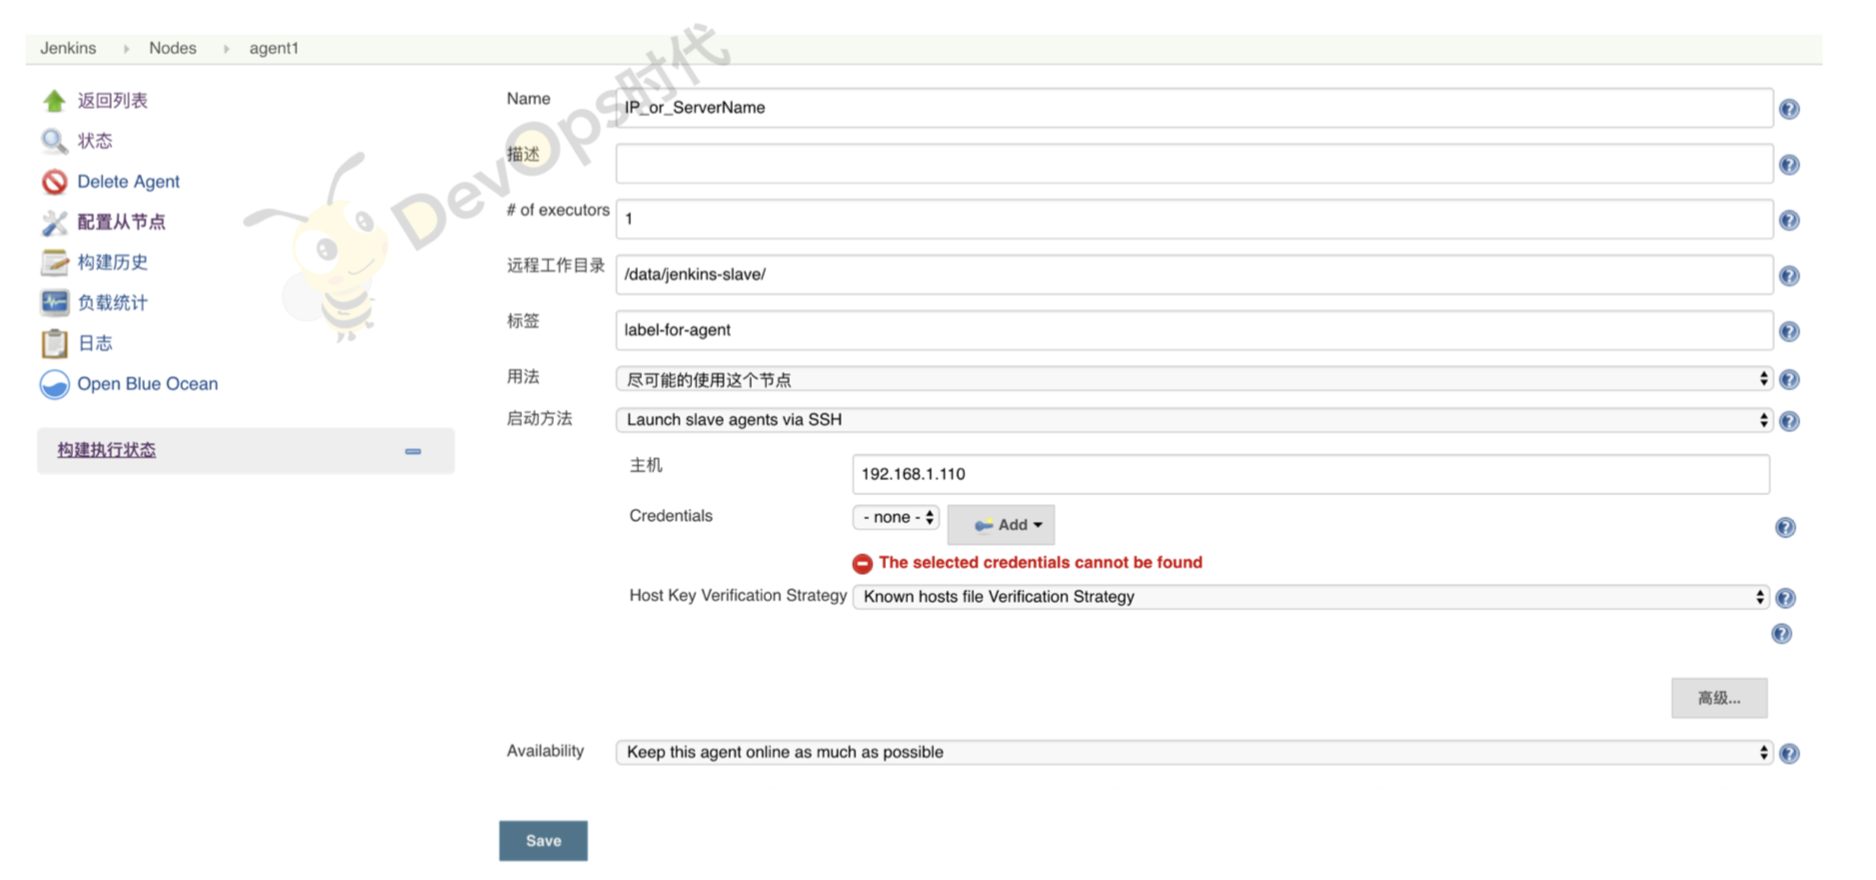 Jenkins Nodes agent1
返回列表
状态
Delete Agent
配置从节点
构建历史
负载统计
日志
Open Blue Ocean
构建执行状态
DevOps时代
Name IP_or_ServerName
描述
# of executors 1
远程工作目录 /data/jenkins-slave/
标签 label-for-agent
用法 尽可能的使用这个节点
启动方法 Launch slave agents via SSH
主机 192.168.1.110
Credentials - none - Add
The selected credentials cannot be found
Host Key Verification Strategy Known hosts file Verification Strategy
高级...
Availability Keep this agent online as much as possible
Save